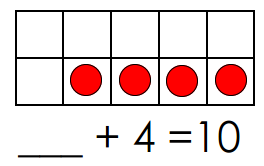 ___ + 4 =10